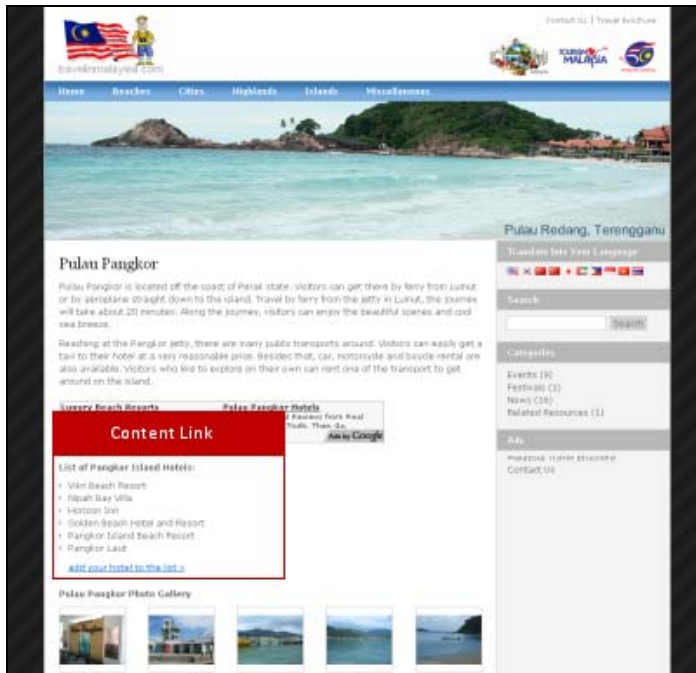 Contact Us | Travel Brochure
travelinmalaysia.com
TOURISM
MALAYSIA
50
Home Beaches Cities Highlands Islands Miscellaneous
Pulau Redang, Terengganu
Pulau Pangkor
Pulau Pangkor is located off the coast of Perak state. Visitors can get there by ferry from Lumut
or by aeroplane straight down to the island. Travel by ferry from the jetty in Lumut, the journey
will take about 20 minutes. Along the journey, visitors can enjoy the beautiful scenes and cool
sea breeze.
Reaching at the Pangkor jetty, there are many public transports around. Visitors can easily get a
taxi to their hotel at a very reasonable price. Besides that, car, motorcycle and bicycle rental are
also available. Visitors who like to explore on their own can rent one of the transport to get
around on the island.
Luxury Beach Resorts
Pulau Pangkor Hotels
Reviews from Real
Truth. Then Go.
Ads by Google
Content Link
List of Pangkor Island Hotels:
Vikri Beach Resort
Nipah Bay Villa
Horizon Inn
Golden Beach Hotel and Resort
Pangkor Island Beach Resort
Pangkor Laut
add your hotel to the list »
Pulau Pangkor Photo Gallery
Translate Into Your Language
Search
Search
Categories
Events (9)
Festivals (1)
News (16)
Related Resources (1)
Ads
Malaysia Travel Brochure
Contact Us